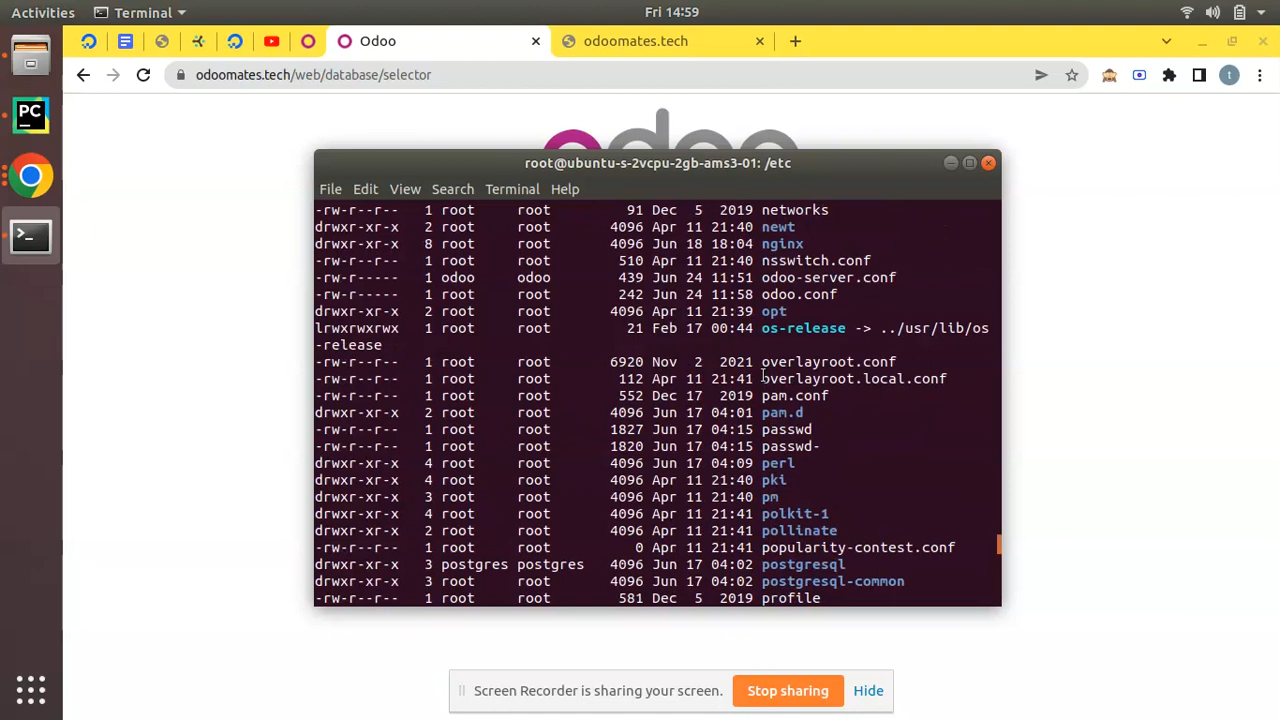 Activities Terminal Fri 14:59
Odoo odoomates.tech
odoomates.tech/web/database/selector t
odoo
root@ubuntu-s-2vcpu-2gb-ams3-01: /etc
File Edit View Search Terminal Help
-rw-r--r-- 1 root root 91 Dec 5 2019 networks
drwxr-xr-x 2 root root 4096 Apr 11 21:40 newt
drwxr-xr-x 8 root root 4096 Jun 18 18:04 nginx
-rw-r--r-- 1 root root 510 Apr 11 21:40 nsswitch.conf
-rw-r----- 1 odoo odoo 439 Jun 24 11:51 odoo-server.conf
-rw-r----- 1 root root 242 Jun 24 11:58 odoo.conf
drwxr-xr-x 2 root root 4096 Apr 11 21:39 opt
lrwxrwxrwx 1 root root 21 Feb 17 00:44 os-release -> ../usr/lib/os
-release
-rw-r--r-- 1 root root 6920 Nov 2 2021 overlayroot.conf
-rw-r--r-- 1 root root 112 Apr 11 21:41 overlayroot.local.conf
-rw-r--r-- 1 root root 552 Dec 17 2019 pam.conf
drwxr-xr-x 2 root root 4096 Jun 17 04:01 pam.d
-rw-r--r-- 1 root root 1827 Jun 17 04:15 passwd
-rw-r--r-- 1 root root 1820 Jun 17 04:15 passwd-
drwxr-xr-x 4 root root 4096 Jun 17 04:09 perl
drwxr-xr-x 4 root root 4096 Apr 11 21:40 pki
drwxr-xr-x 3 root root 4096 Apr 11 21:40 pm
drwxr-xr-x 4 root root 4096 Apr 11 21:41 polkit-1
drwxr-xr-x 2 root root 4096 Apr 11 21:41 pollinate
-rw-r--r-- 1 root root 0 Apr 11 21:41 popularity-contest.conf
drwxr-xr-x 3 postgres postgres 4096 Jun 17 04:02 postgresql
drwxr-xr-x 3 root root 4096 Jun 17 04:02 postgresql-common
-rw-r--r-- 1 root root 581 Dec 5 2019 profile
Screen Recorder is sharing your screen. Stop sharing Hide
PC